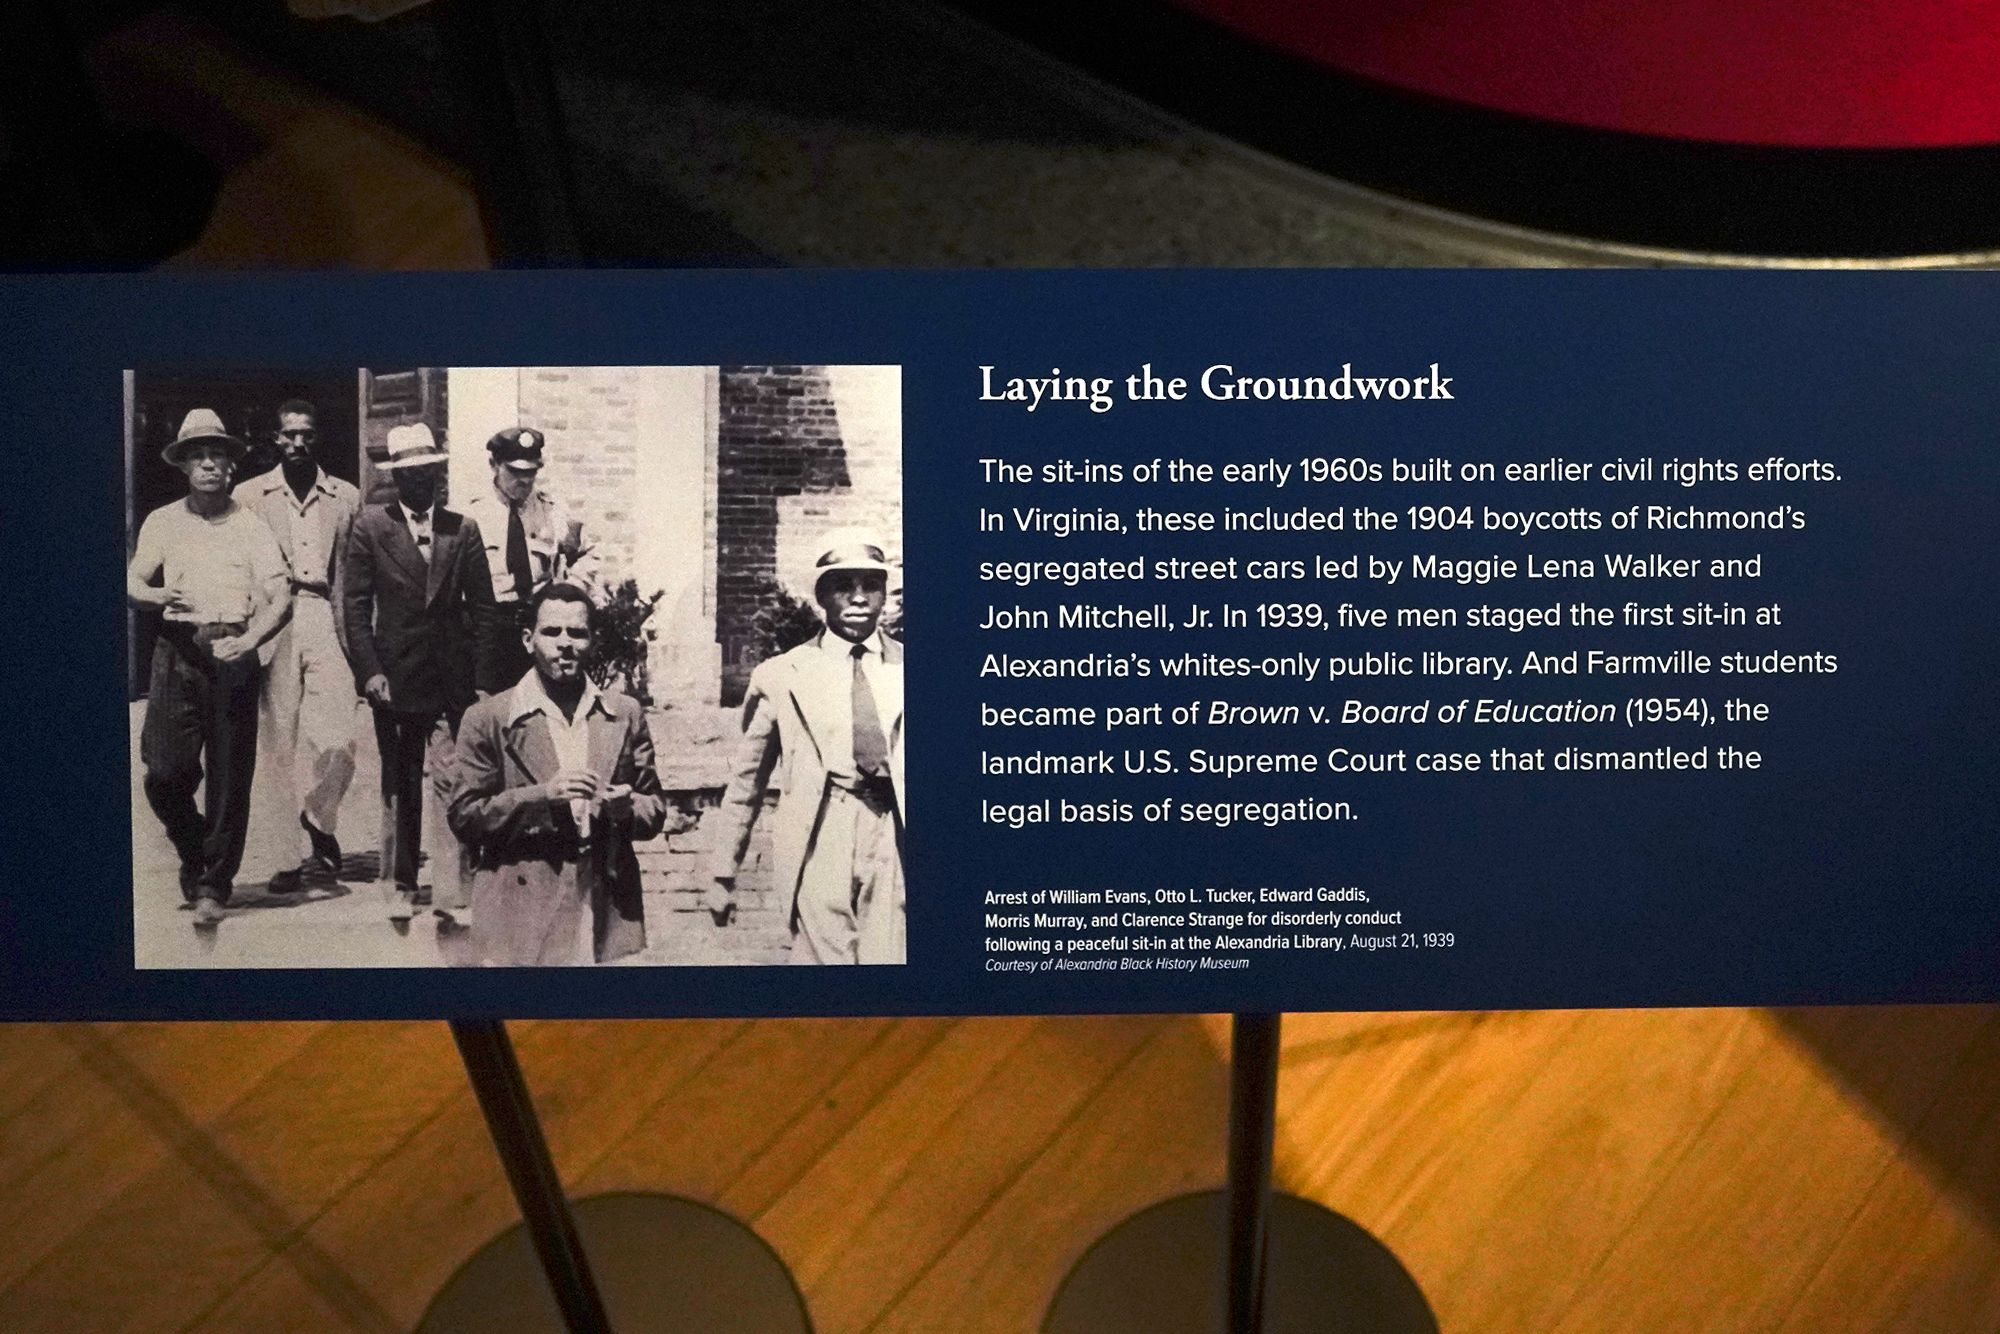 Laying the Groundwork
The sit-ins of the early 1960s built on earlier civil rights efforts.
In Virginia, these included the 1904 boycotts of Richmond’s
segregated street cars led by Maggie Lena Walker and
John Mitchell, Jr. In 1939, five men staged the first sit-in at
Alexandria’s whites-only public library. And Farmville students
became part of Brown v. Board of Education (1954), the
landmark U.S. Supreme Court case that dismantled the
legal basis of segregation.
Arrest of William Evans, Otto L. Tucker, Edward Gaddis,
Morris Murray, and Clarence Strange for disorderly conduct
following a peaceful sit-in at the Alexandria Library, August 21, 1939
Courtesy of Alexandria Black History Museum